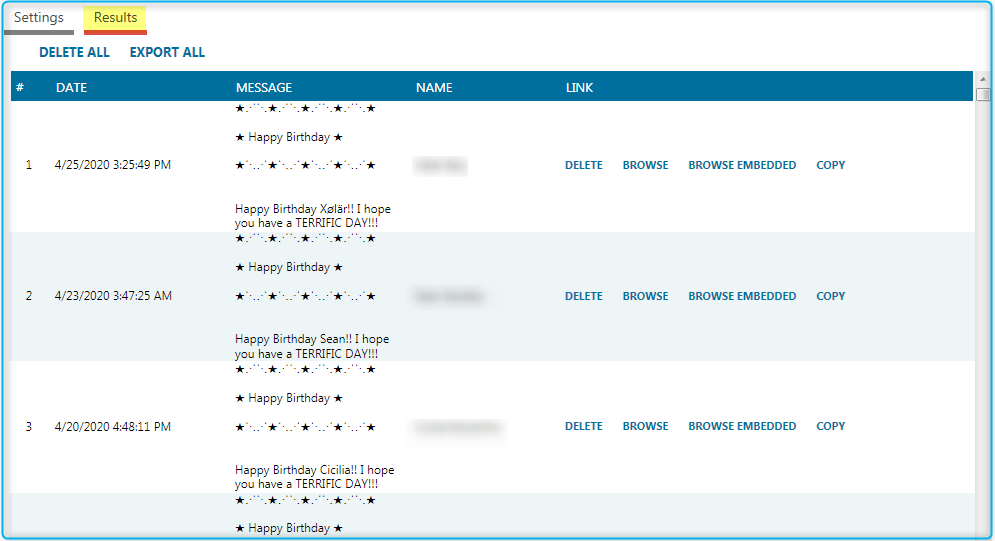 Settings Results
DELETE ALL EXPORT ALL
# DATE MESSAGE NAME LINK
★.·´¯`·.★.·´¯`·.★.·´¯`·.★.·´¯`·.★
★ Happy Birthday ★
1 4/25/2020 3:25:49 PM ★·.,.·´★`·.,.·´★`·.,.·´★`·.,.·´★ DELETE BROWSE BROWSE EMBEDDED COPY
Happy Birthday Xølär!! I hope
you have a TERRIFIC DAY!!!
★.·´¯`·.★.·´¯`·.★.·´¯`·.★.·´¯`·.★
★ Happy Birthday ★
2 4/23/2020 3:47:25 AM ★·.,.·´★`·.,.·´★`·.,.·´★`·.,.·´★ DELETE BROWSE BROWSE EMBEDDED COPY
Happy Birthday Sean!! I hope
you have a TERRIFIC DAY!!!
★.·´¯`·.★.·´¯`·.★.·´¯`·.★.·´¯`·.★
★ Happy Birthday ★
3 4/20/2020 4:48:11 PM ★·.,.·´★`·.,.·´★`·.,.·´★`·.,.·´★ DELETE BROWSE BROWSE EMBEDDED COPY
Happy Birthday Cicilia!! I hope
you have a TERRIFIC DAY!!!
★.·´¯`·.★.·´¯`·.★.·´¯`·.★.·´¯`·.★
★ Happy Birthday ★